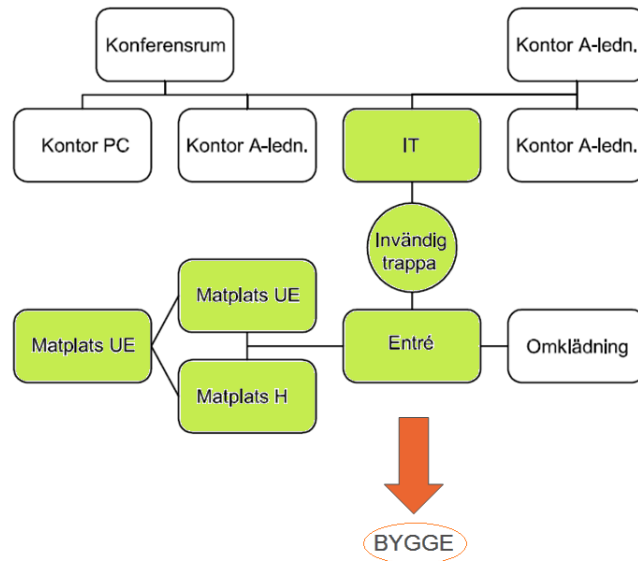 Konferensrum
Kontor A-ledn.
Kontor PC
Kontor A-ledn.
IT
Kontor A-ledn.
Invändig
trappa
Matplats UE
Matplats UE
Entré
Omklädning
Matplats H
BYGGE